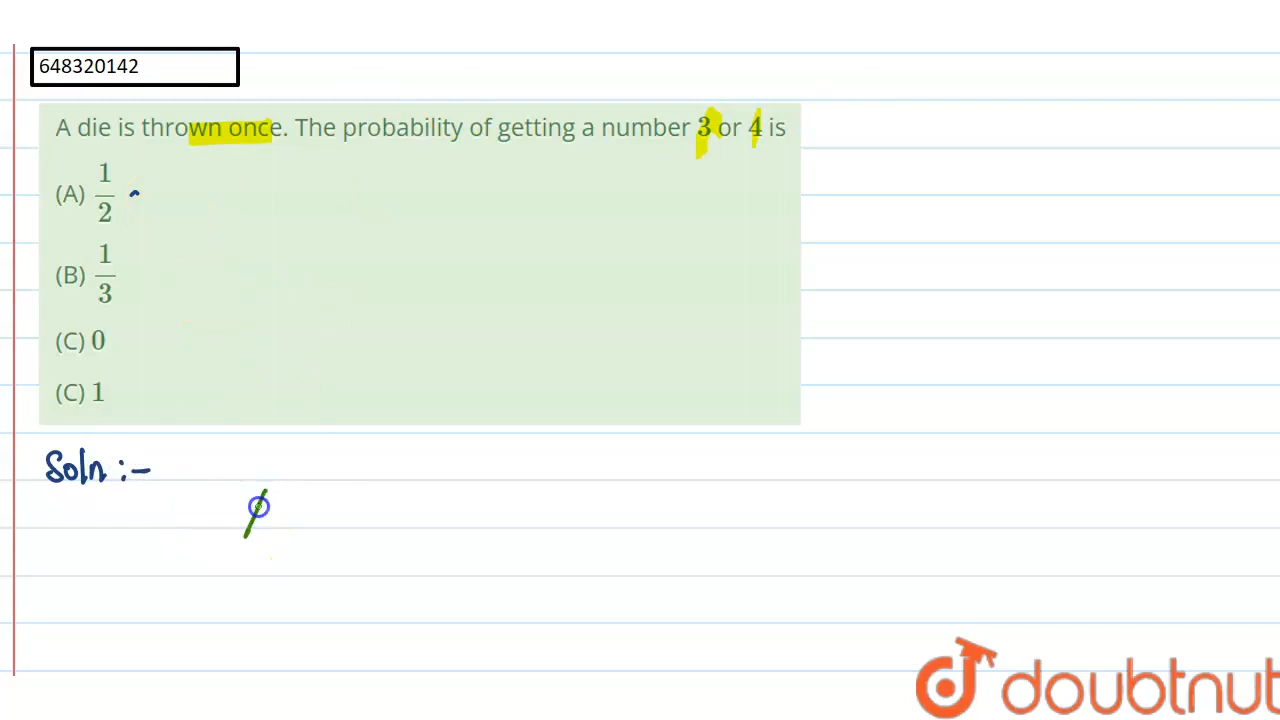 648320142
A die is thrown once. The probability of getting a number 3 or 4 is
(A) 1/2
(B) 1/3
(C) 0
(C) 1
Soln :-
doubtnut